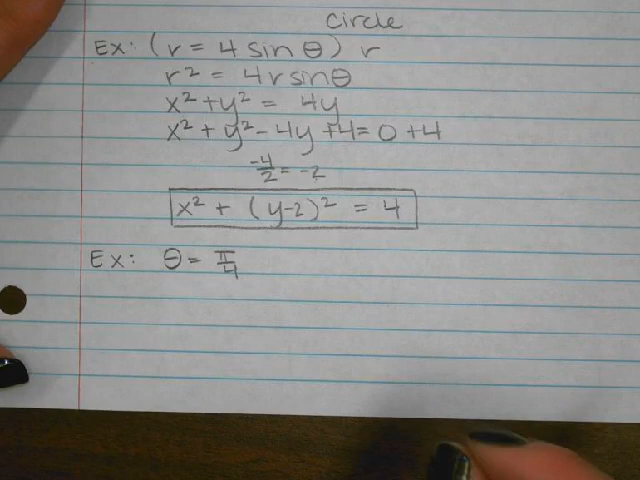 circle
Ex: (r = 4 sin θ) r
r² = 4r sinθ
x² + y² = 4y
x² + y² - 4y + 4 = 0 + 4
-4/2 = -2
x² + (y-2)² = 4
Ex: θ = π/4